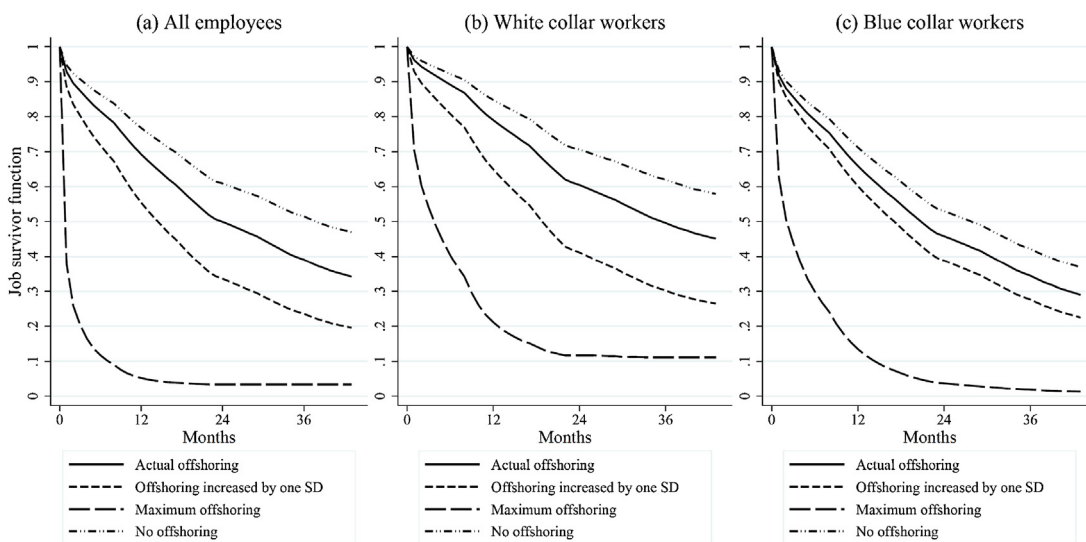 (a) All employees
(b) White collar workers
(c) Blue collar workers
Job survivor function
1
.9
.8
.7
.6
.5
.4
.3
.2
.1
0
0 12 24 36
Months
Actual offshoring
Offshoring increased by one SD
Maximum offshoring
No offshoring
1
.9
.8
.7
.6
.5
.4
.3
.2
.1
0
0 12 24 36
Months
Actual offshoring
Offshoring increased by one SD
Maximum offshoring
No offshoring
1
.9
.8
.7
.6
.5
.4
.3
.2
.1
0
0 12 24 36
Months
Actual offshoring
Offshoring increased by one SD
Maximum offshoring
No offshoring